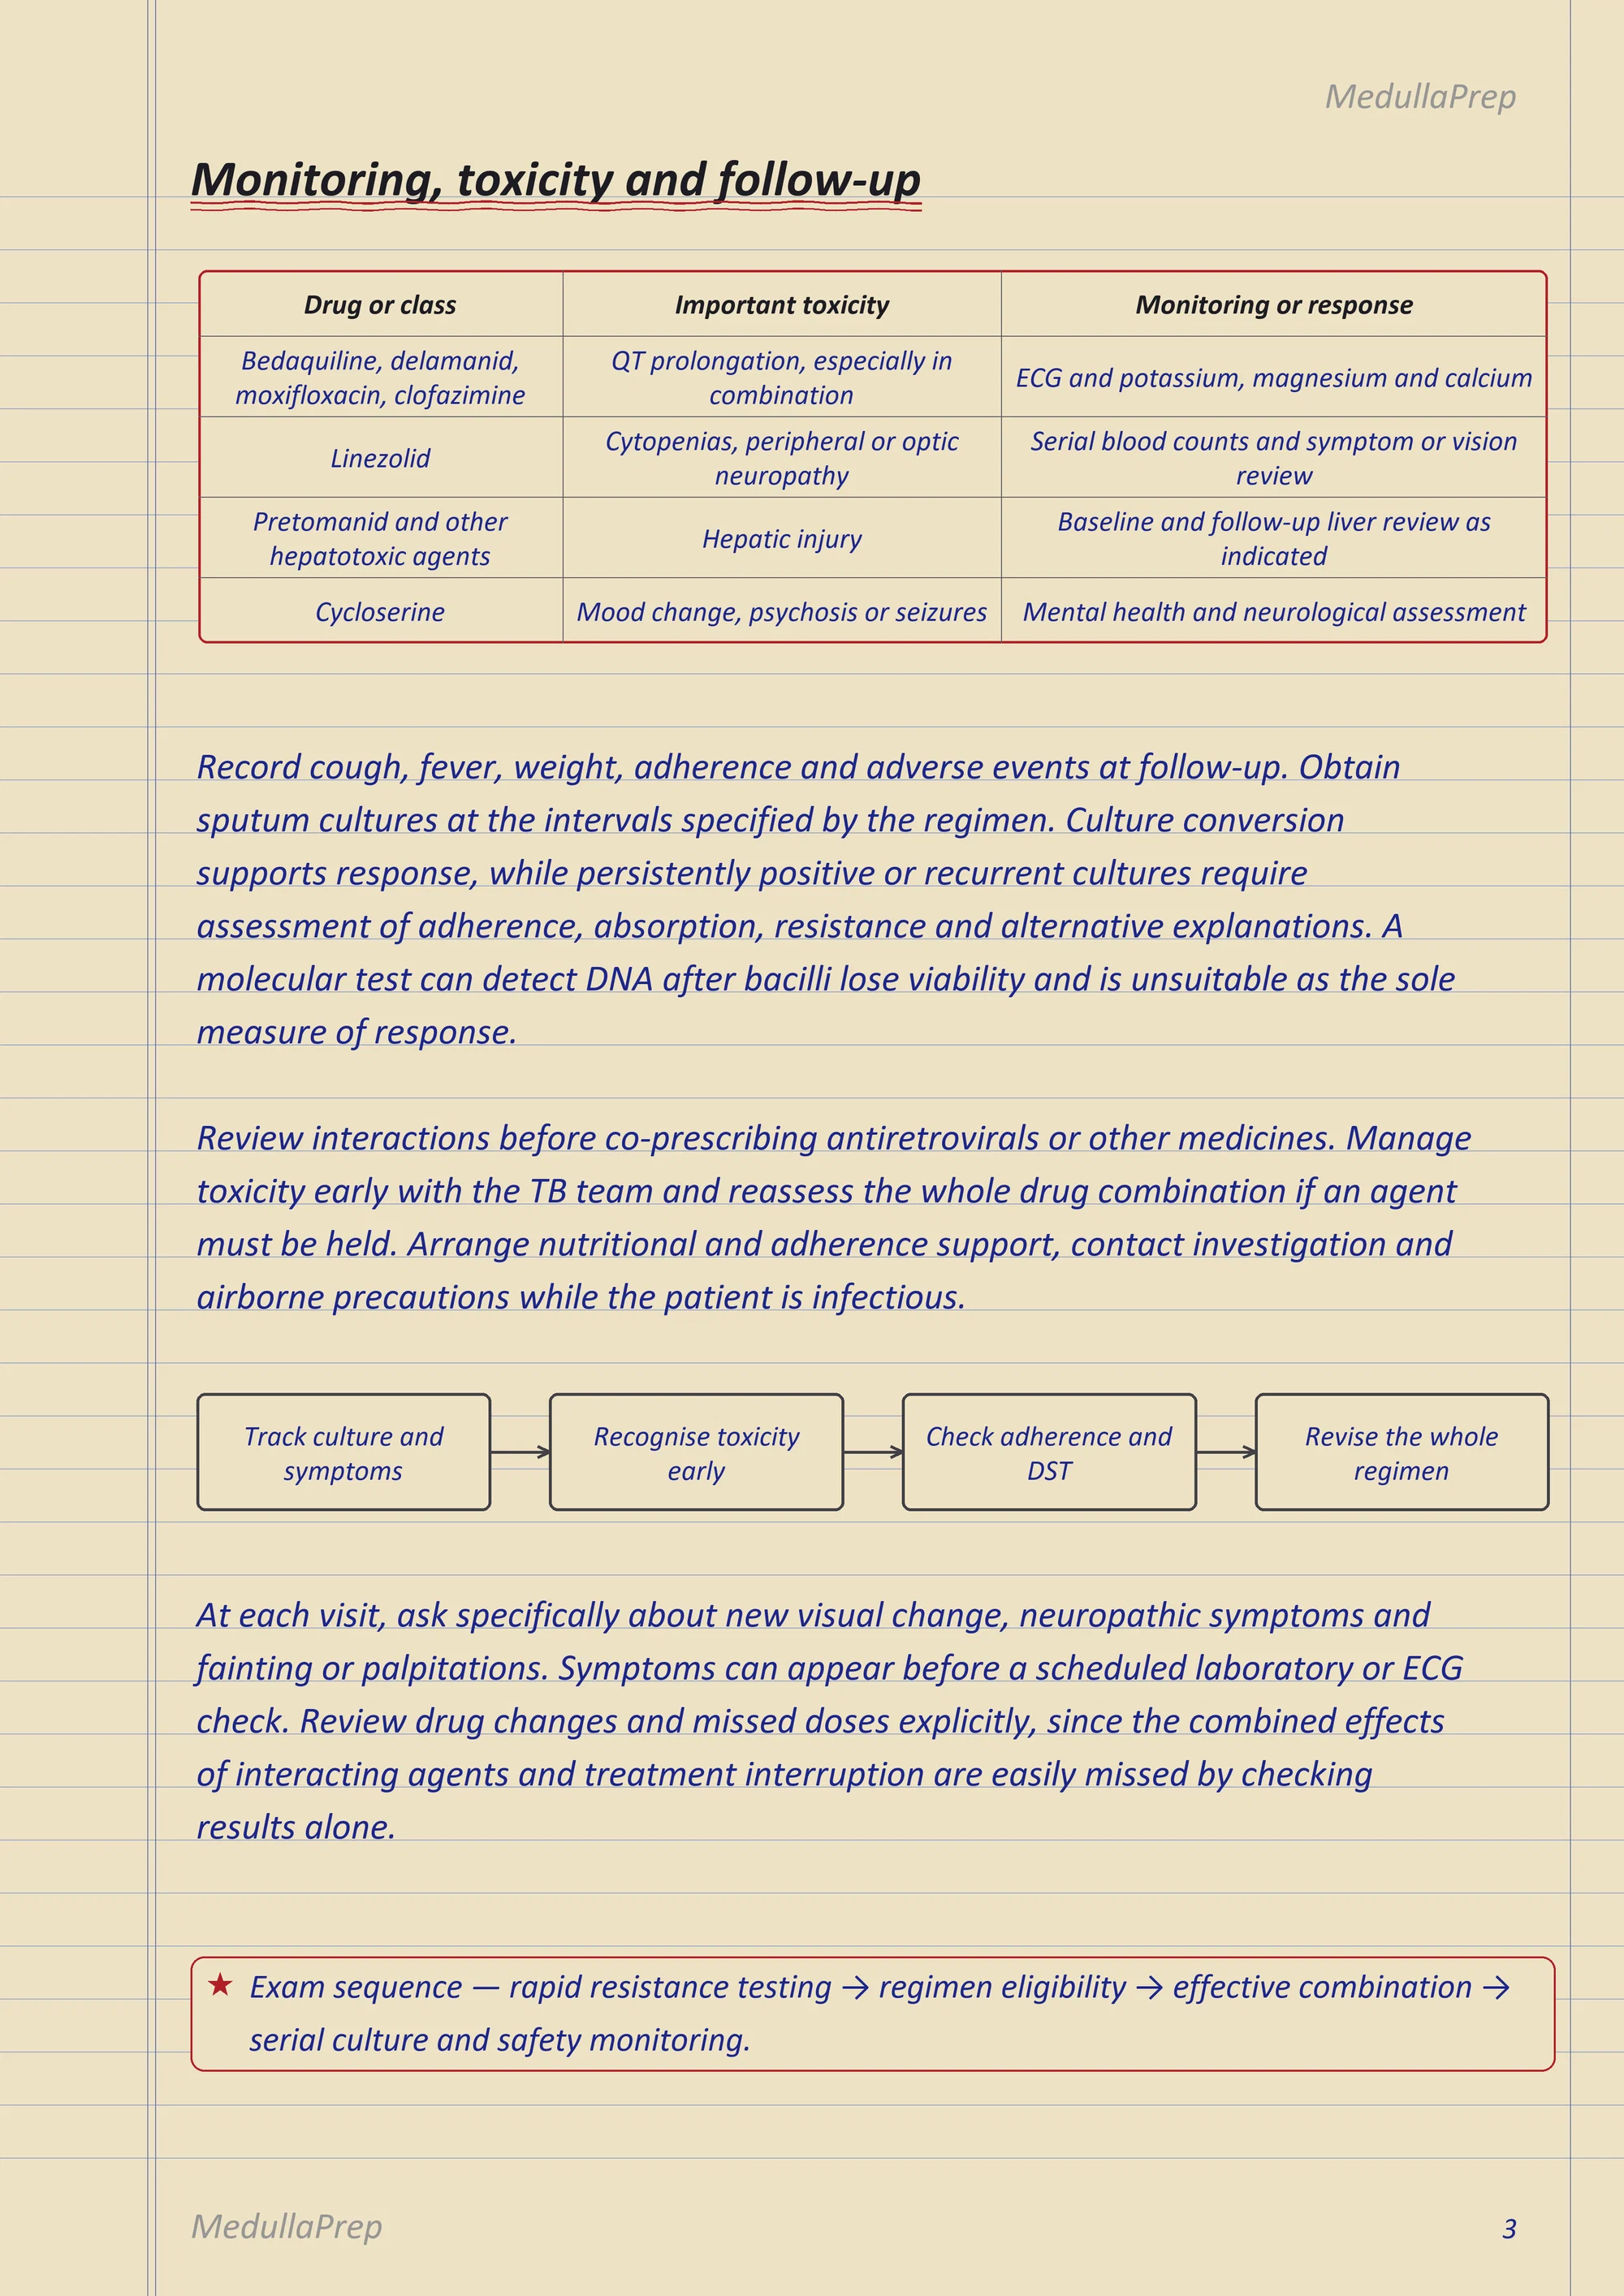 MedullaPrep
Monitoring, toxicity and follow-up
Drug or class
Important toxicity
Monitoring or response
Bedaquiline, delamanid,
moxifloxacin, clofazimine
QT prolongation, especially in
combination
ECG and potassium, magnesium and calcium
Linezolid
Cytopenias, peripheral or optic
neuropathy
Serial blood counts and symptom or vision
review
Pretomanid and other
hepatotoxic agents
Hepatic injury
Baseline and follow-up liver review as
indicated
Cycloserine
Mood change, psychosis or seizures
Mental health and neurological assessment
Record cough, fever, weight, adherence and adverse events at follow-up. Obtain
sputum cultures at the intervals specified by the regimen. Culture conversion
supports response, while persistently positive or recurrent cultures require
assessment of adherence, absorption, resistance and alternative explanations. A
molecular test can detect DNA after bacilli lose viability and is unsuitable as the sole
measure of response.
Review interactions before co-prescribing antiretrovirals or other medicines. Manage
toxicity early with the TB team and reassess the whole drug combination if an agent
must be held. Arrange nutritional and adherence support, contact investigation and
airborne precautions while the patient is infectious.
Track culture and
symptoms
Recognise toxicity
early
Check adherence and
DST
Revise the whole
regimen
At each visit, ask specifically about new visual change, neuropathic symptoms and
fainting or palpitations. Symptoms can appear before a scheduled laboratory or ECG
check. Review drug changes and missed doses explicitly, since the combined effects
of interacting agents and treatment interruption are easily missed by checking
results alone.
★ Exam sequence — rapid resistance testing → regimen eligibility → effective combination →
serial culture and safety monitoring.
MedullaPrep
3